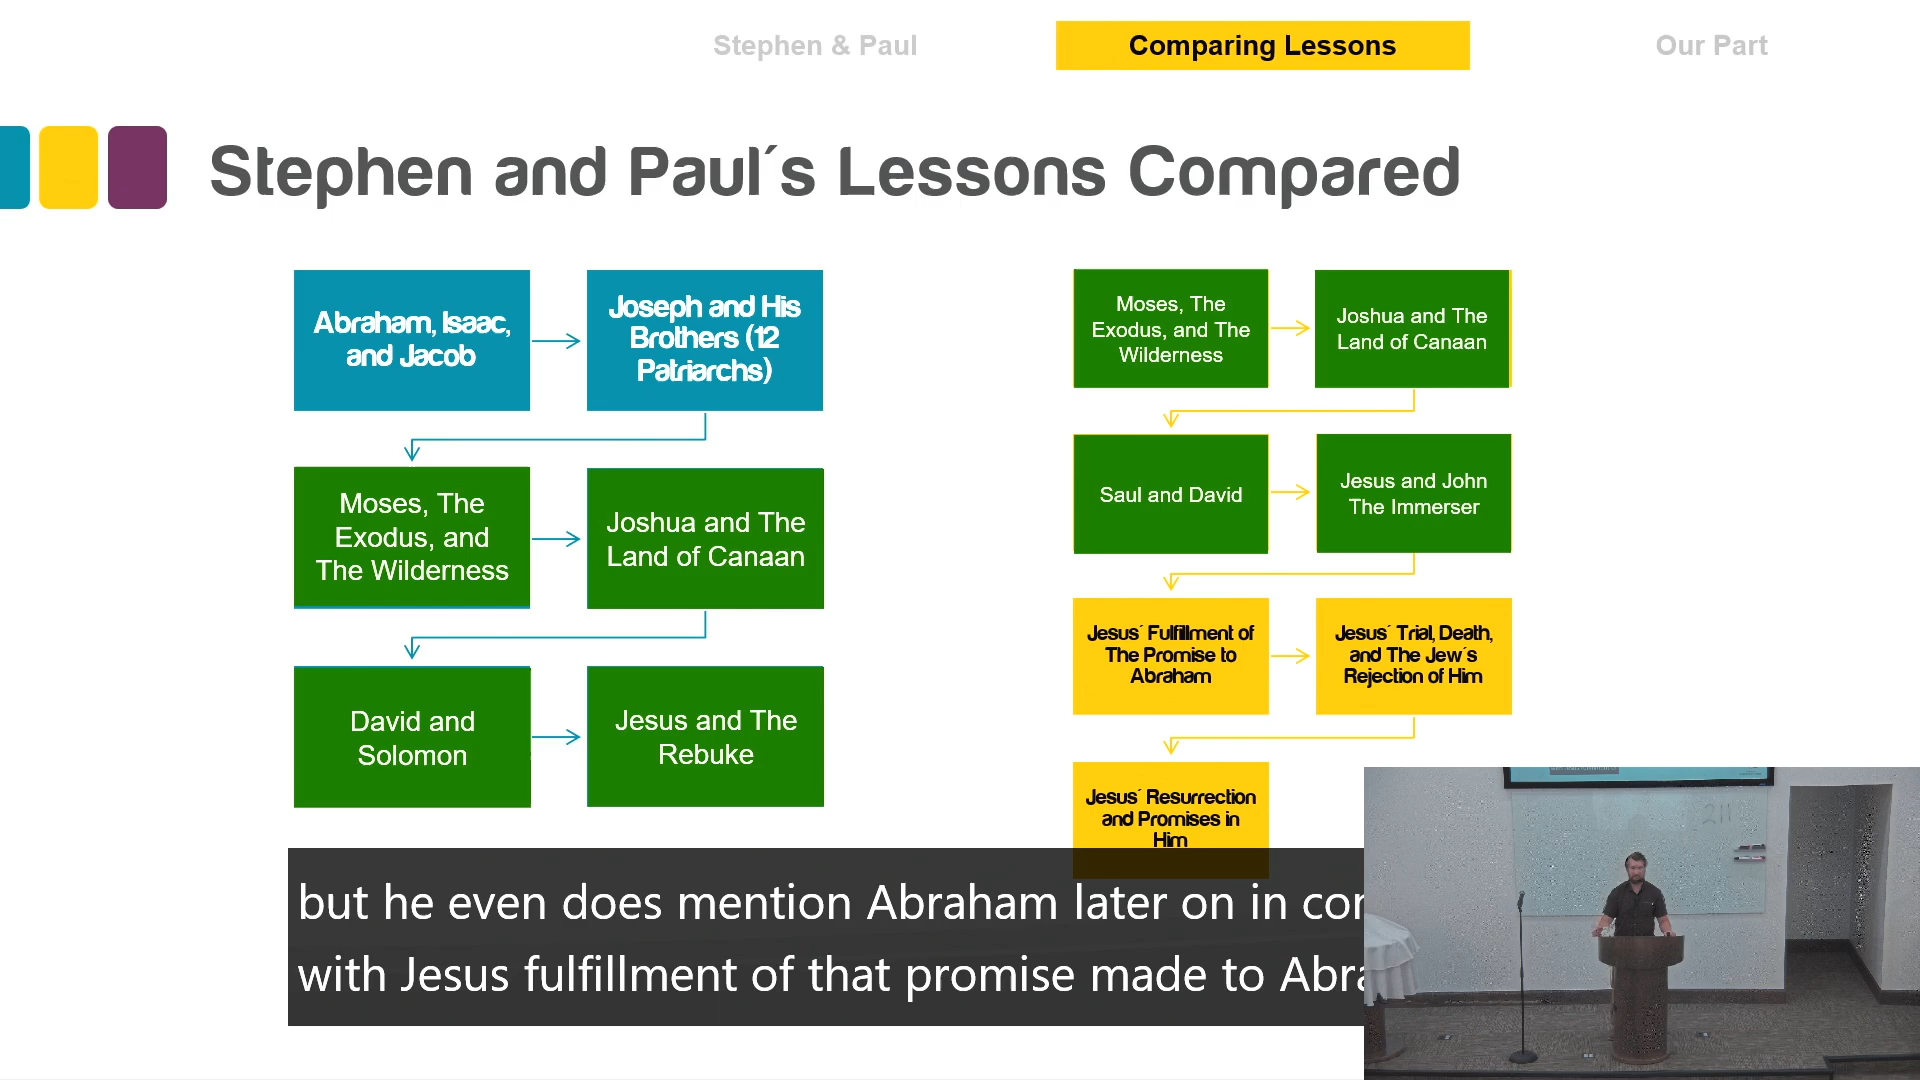 Stephen & Paul
Comparing Lessons
Our Part
Stephen and Paul´s Lessons Compared
Abraham, Isaac,
and Jacob
Joseph and His
Brothers (12
Patriarchs)
Moses, The
Exodus, and
The Wilderness
Joshua and The
Land of Canaan
David and
Solomon
Jesus and The
Rebuke
Moses, The
Exodus, and The
Wilderness
Joshua and The
Land of Canaan
Saul and David
Jesus and John
The Immerser
Jesus´ Fulfillment of
The Promise to
Abraham
Jesus´ Trial, Death,
and The Jew´s
Rejection of Him
Jesus´ Resurrection
and Promises in
Him
but he even does mention Abraham later on in
with Jesus fulfillment of that promise made to